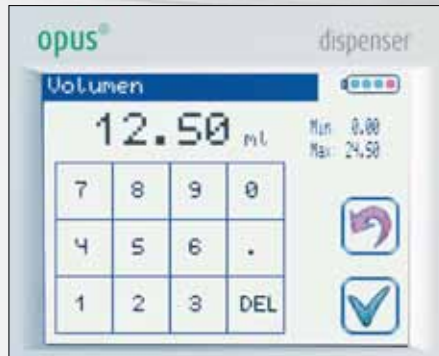 opus® dispenser
Volumen
12.50 ml
Min 0.00
Max 24.50
7 8 9 0
4 5 6 .
1 2 3 DEL